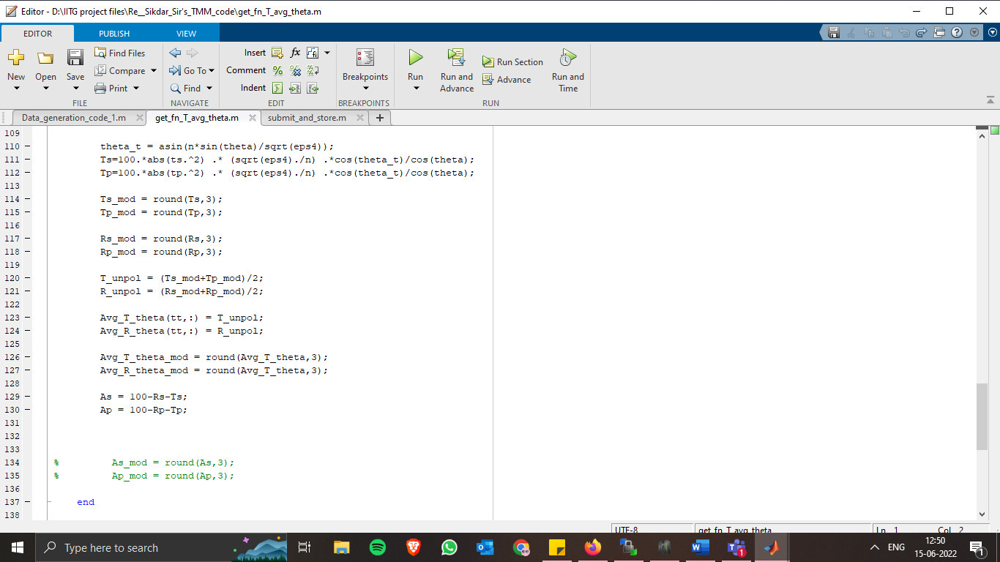 Editor - D:\IITG project files\Re__Sikdar_Sir's_TMM_code\get_fn_T_avg_theta.m
EDITOR PUBLISH VIEW
New Open Save Find Files Compare Print
Insert fx
Comment % 
Indent
Go To Find
Breakpoints
Run Run and Advance Run Section Advance Run and Time
FILE NAVIGATE EDIT BREAKPOINTS RUN
Data_generation_code_1.m get_fn_T_avg_theta.m submit_and_store.m +
109
110 theta_t = asin(n*sin(theta)/sqrt(eps4));
111 Ts=100.*abs(ts.^2) .* (sqrt(eps4)./n) .*cos(theta_t)/cos(theta);
112 Tp=100.*abs(tp.^2) .* (sqrt(eps4)./n) .*cos(theta_t)/cos(theta);
113
114 Ts_mod = round(Ts,3);
115 Tp_mod = round(Tp,3);
116
117 Rs_mod = round(Rs,3);
118 Rp_mod = round(Rp,3);
119
120 T_unpol = (Ts_mod+Tp_mod)/2;
121 R_unpol = (Rs_mod+Rp_mod)/2;
122
123 Avg_T_theta(tt,:) = T_unpol;
124 Avg_R_theta(tt,:) = R_unpol;
125
126 Avg_T_theta_mod = round(Avg_T_theta,3);
127 Avg_R_theta_mod = round(Avg_T_theta,3);
128
129 As = 100-Rs-Ts;
130 Ap = 100-Rp-Tp;
131
132
133
134 % As_mod = round(As,3);
135 % Ap_mod = round(Ap,3);
136
137 end
138
UTF-8 get_fn_T_avg_theta Ln 1 Col 2
Type here to search
ENG
12:50
15-06-2022
1
1